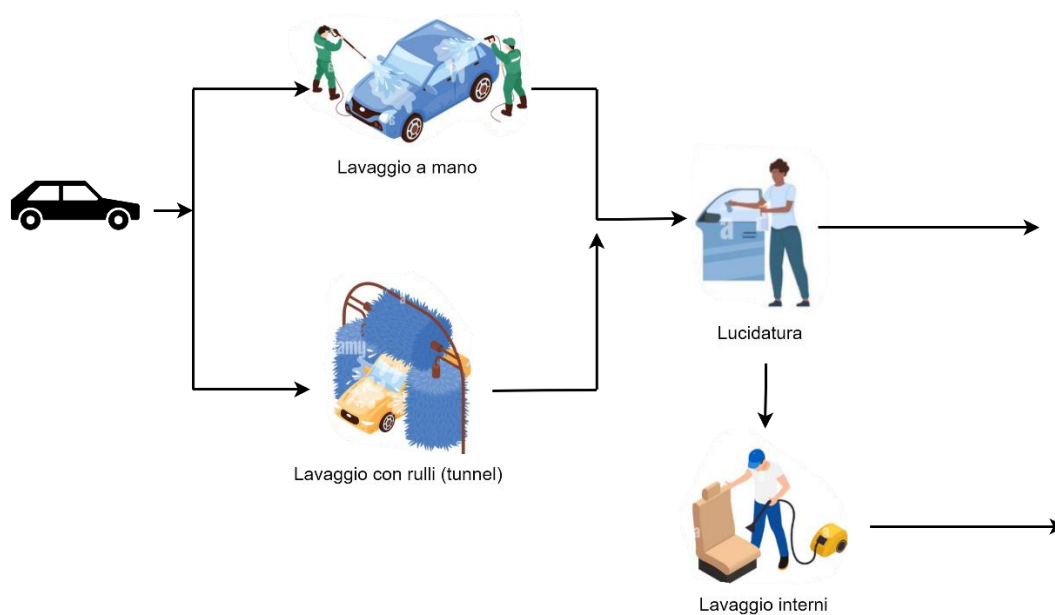 Lavaggio a mano
Lucidatura
Lavaggio con rulli (tunnel)
Lavaggio interni